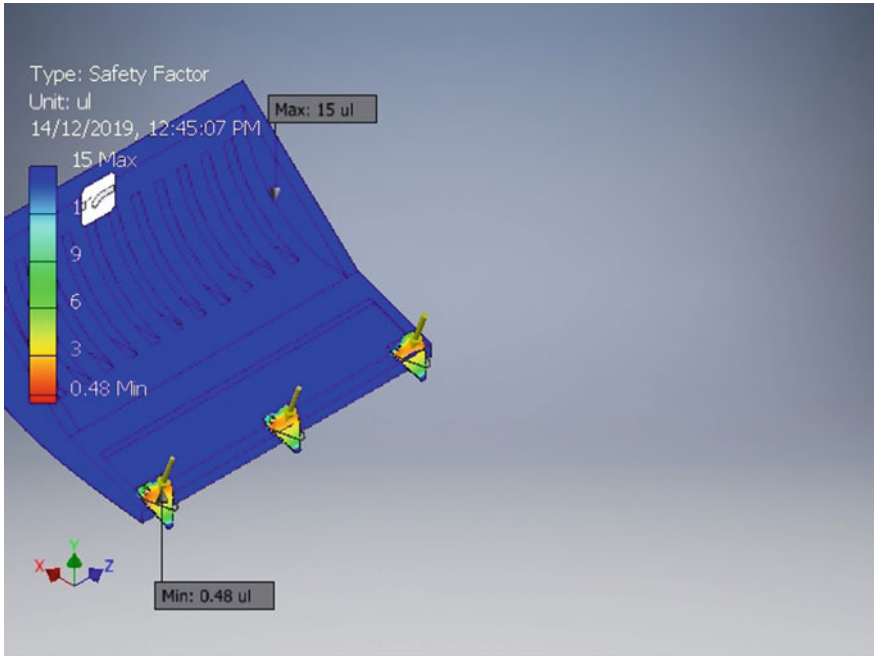 Type: Safety Factor
Unit: ul
14/12/2019, 12:45:07 PM
Max: 15 ul
15 Max
9
6
3
0.48 Min
Min: 0.48 ul
Y
X
Z